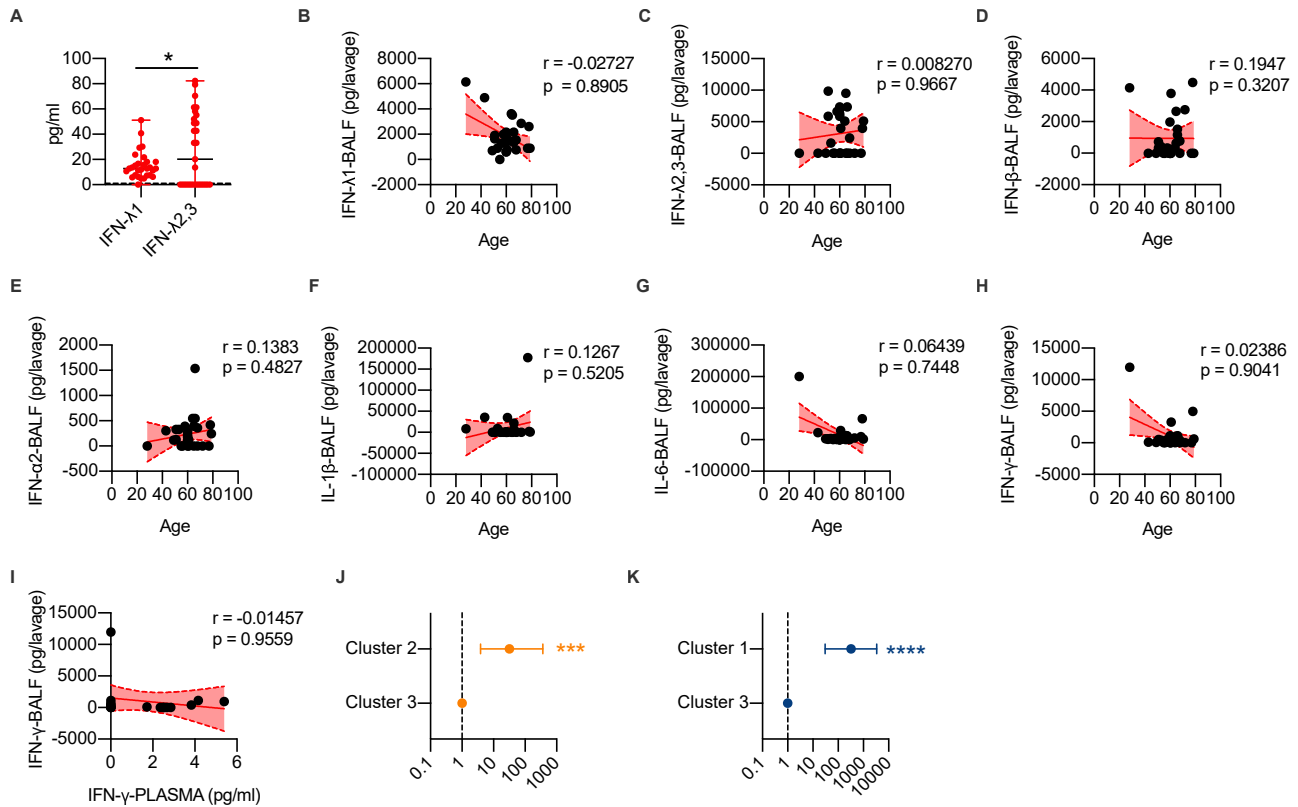 A
pg/ml
100
80
60
40
20
0
*
IFN-λ1
IFN-λ2,3
B
IFN-λ1-BALF (pg/lavage)
8000
6000
4000
2000
0
-2000
0 20 40 60 80 100
Age
r = -0.02727
p = 0.8905
C
IFN-λ2,3-BALF (pg/lavage)
15000
10000
5000
0
-5000
0 20 40 60 80 100
Age
r = 0.008270
p = 0.9667
D
IFN-β-BALF (pg/lavage)
6000
4000
2000
0
-2000
0 20 40 60 80 100
Age
r = 0.1947
p = 0.3207
E
IFN-α2-BALF (pg/lavage)
2000
1500
1000
500
0
-500
0 20 40 60 80 100
Age
r = 0.1383
p = 0.4827
F
IL-1β-BALF (pg/lavage)
200000
150000
100000
50000
0
-50000
-100000
0 20 40 60 80 100
Age
r = 0.1267
p = 0.5205
G
IL-6-BALF (pg/lavage)
300000
200000
100000
0
-100000
0 20 40 60 80 100
Age
r = 0.06439
p = 0.7448
H
IFN-γ-BALF (pg/lavage)
15000
10000
5000
0
-5000
0 20 40 60 80 100
Age
r = 0.02386
p = 0.9041
I
IFN-γ-BALF (pg/lavage)
15000
10000
5000
0
-5000
0 2 4 6
IFN-γ-PLASMA (pg/ml)
r = -0.01457
p = 0.9559
J
Cluster 2
***
Cluster 3
0.1 1 10 100 1000
K
Cluster 1
****
Cluster 3
0.1 1 10 100 1000 10000